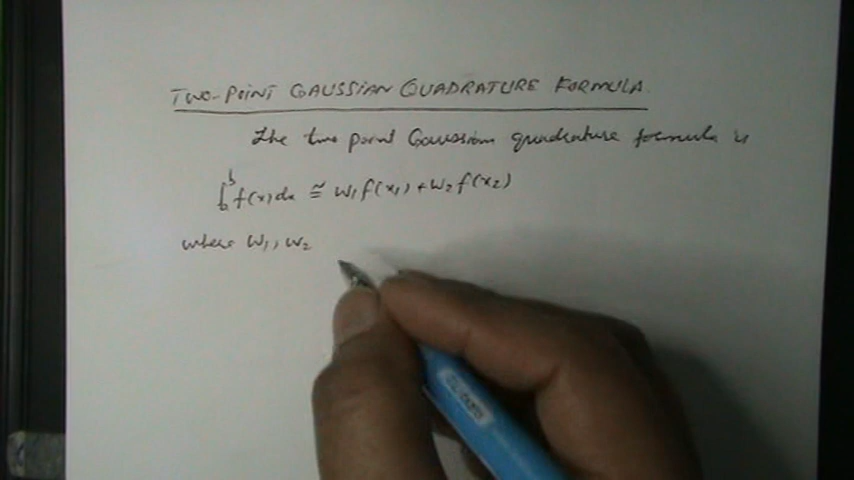 TWO-POINT GAUSSIAN QUADRATURE FORMULA.
The two point Gaussian quadrature formula is
∫_a^b f(x)dx ≅ w₁f(x₁) + w₂f(x₂)
where w₁, w₂